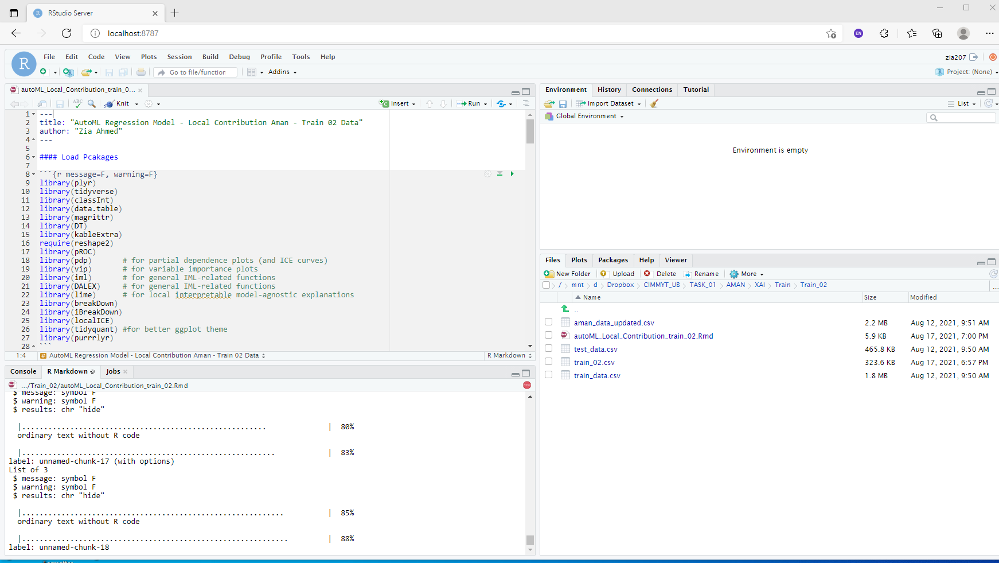 RStudio Server
localhost:8787
EN
R
File Edit Code View Plots Session Build Debug Profile Tools Help
zia207
Go to file/function
Addins
Project: (None)
autoML_Local_Contribution_train_0...
ABC
Knit
Insert
Run
1 ---
2 title: "AutoML Regression Model - Local Contribution Aman - Train 02 Data"
3 author: "Zia Ahmed"
4 ---
5
6 #### Load Pcakages
7
8 ```{r message=F, warning=F}
9 library(plyr)
10 library(tidyverse)
11 library(classInt)
12 library(data.table)
13 library(magrittr)
14 library(DT)
15 library(kableExtra)
16 require(reshape2)
17 library(pROC)
18 library(pdp) # for partial dependence plots (and ICE curves)
19 library(vip) # for variable importance plots
20 library(iml) # for general IML-related functions
21 library(DALEX) # for general IML-related functions
22 library(lime) # for local interpretable model-agnostic explanations
23 library(breakDown)
24 library(iBreakDown)
25 library(localICE)
26 library(tidyquant) #for better ggplot theme
27 library(purrrlyr)
28 ```
1:4 # AutoML Regression Model - Local Contribution Aman - Train 02 Data R Markdown
Console R Markdown Jobs
.../Train_02/autoML_Local_Contribution_train_02.Rmd
STOP
$ message: symbol F
$ warning: symbol F
$ results: chr "hide"
|........................................................ | 80%
ordinary text without R code
|.......................................................... | 83%
label: unnamed-chunk-17 (with options)
List of 3
$ message: symbol F
$ warning: symbol F
$ results: chr "hide"
|............................................................ | 85%
ordinary text without R code
|............................................................. | 88%
label: unnamed-chunk-18
Environment History Connections Tutorial
Import Dataset
List
Global Environment
Environment is empty
Files Plots Packages Help Viewer
New Folder Upload Delete Rename More
/ mnt d Dropbox CIMMYT_UB TASK_01 AMAN XAI Train Train_02 ...
Name Size Modified
..
aman_data_updated.csv 2.2 MB Aug 12, 2021, 9:51 AM
autoML_Local_Contribution_train_02.Rmd 5.9 KB Aug 17, 2021, 7:00 PM
test_data.csv 465.8 KB Aug 12, 2021, 9:50 AM
train_02.csv 323.6 KB Aug 17, 2021, 6:57 PM
train_data.csv 1.8 MB Aug 12, 2021, 9:50 AM